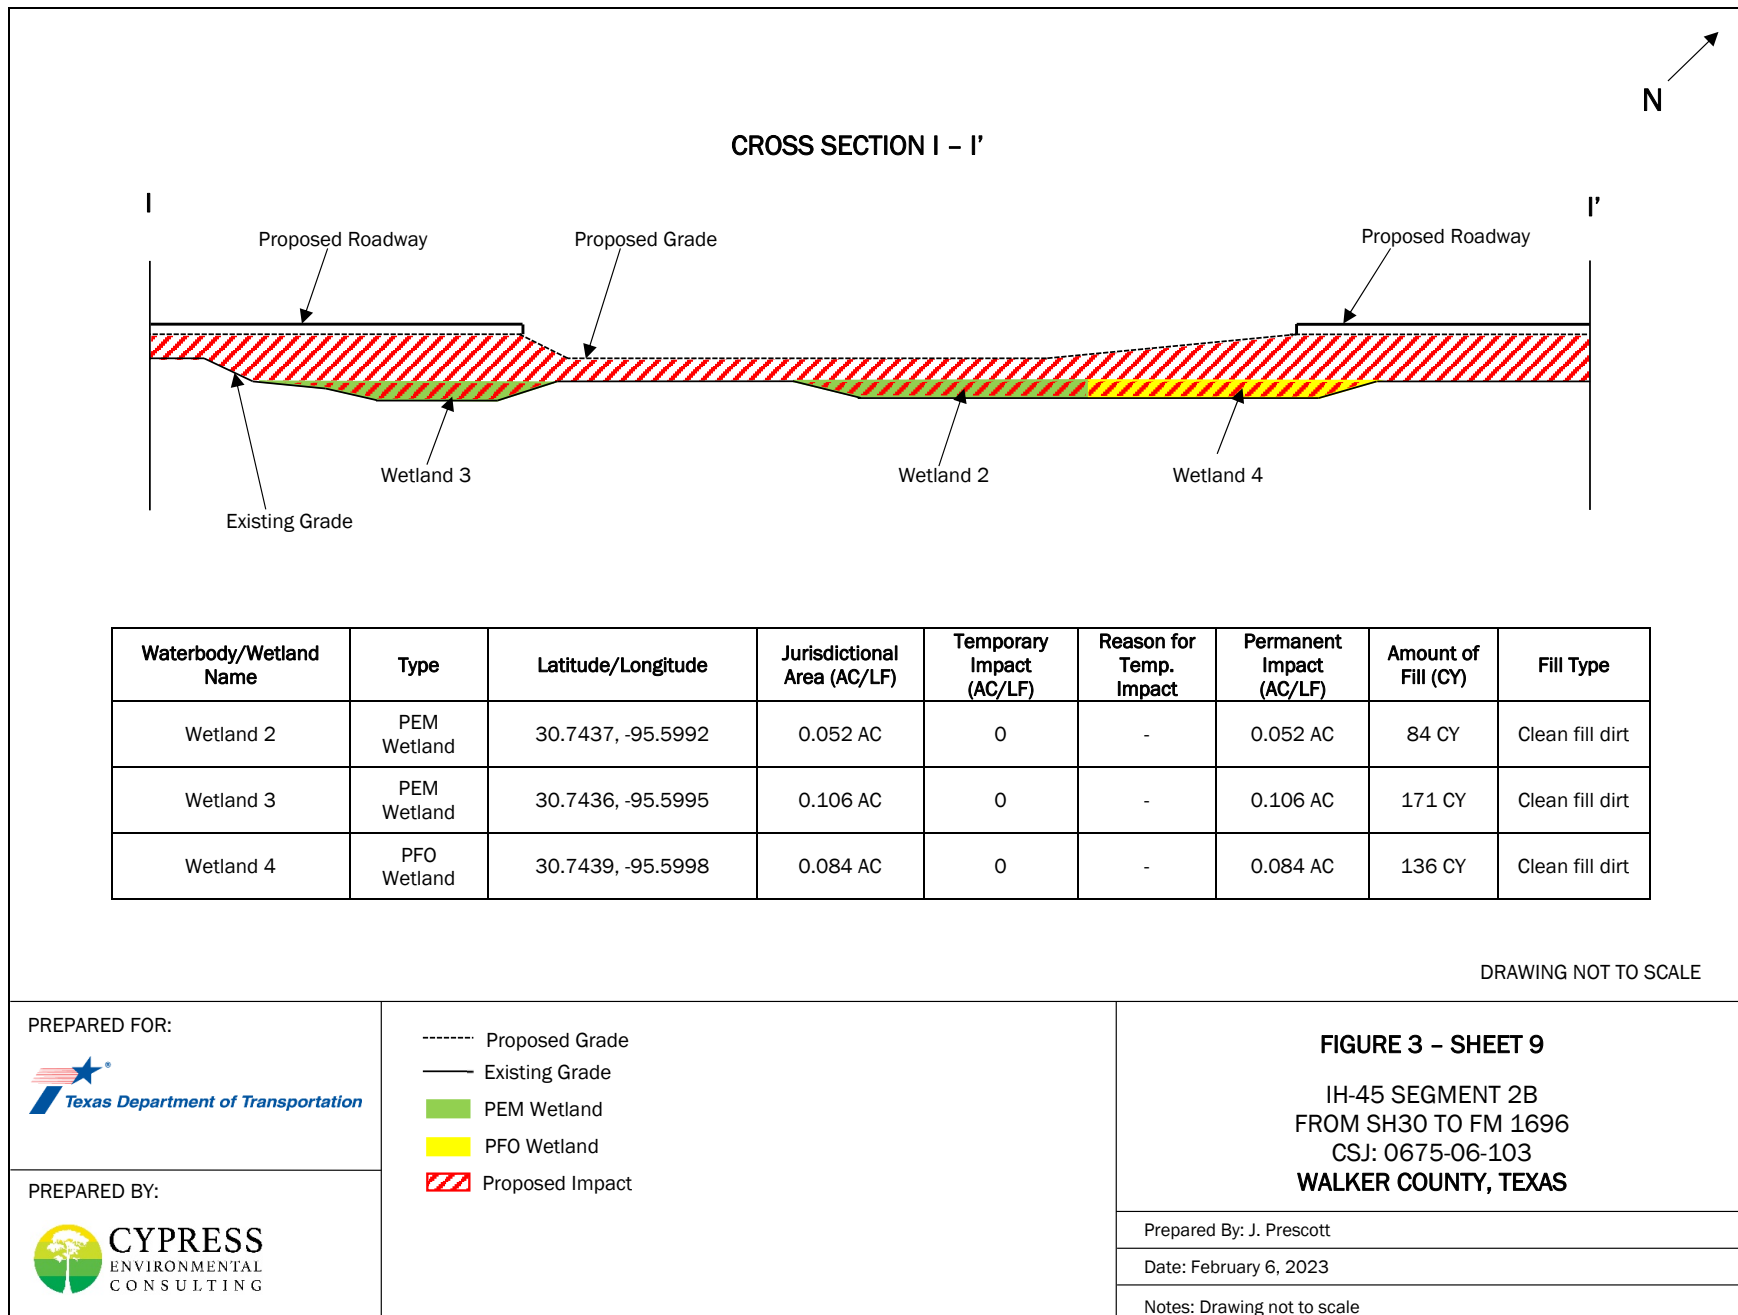 N
CROSS SECTION I – I’
I
I’
Proposed Roadway
Proposed Grade
Proposed Roadway
Wetland 3
Wetland 2
Wetland 4
Existing Grade
Waterbody/Wetland Name Type Latitude/Longitude Jurisdictional Area (AC/LF) Temporary Impact (AC/LF) Reason for Temp. Impact Permanent Impact (AC/LF) Amount of Fill (CY) Fill Type
Wetland 2 PEM Wetland 30.7437, -95.5992 0.052 AC 0 - 0.052 AC 84 CY Clean fill dirt
Wetland 3 PEM Wetland 30.7436, -95.5995 0.106 AC 0 - 0.106 AC 171 CY Clean fill dirt
Wetland 4 PFO Wetland 30.7439, -95.5998 0.084 AC 0 - 0.084 AC 136 CY Clean fill dirt
DRAWING NOT TO SCALE
PREPARED FOR:
®
Texas Department of Transportation
PREPARED BY:
CYPRESS
ENVIRONMENTAL
CONSULTING
Proposed Grade
Existing Grade
PEM Wetland
PFO Wetland
Proposed Impact
FIGURE 3 – SHEET 9
IH-45 SEGMENT 2B
FROM SH30 TO FM 1696
CSJ: 0675-06-103
WALKER COUNTY, TEXAS
Prepared By: J. Prescott
Date: February 6, 2023
Notes: Drawing not to scale